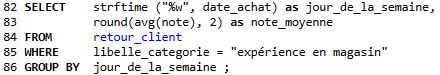 82 SELECT strftime ("%w", date_achat) as jour_de_la_semaine,
83 round(avg(note), 2) as note_moyenne
84 FROM retour_client
85 WHERE libelle_categorie = "expérience en magasin"
86 GROUP BY jour_de_la_semaine ;